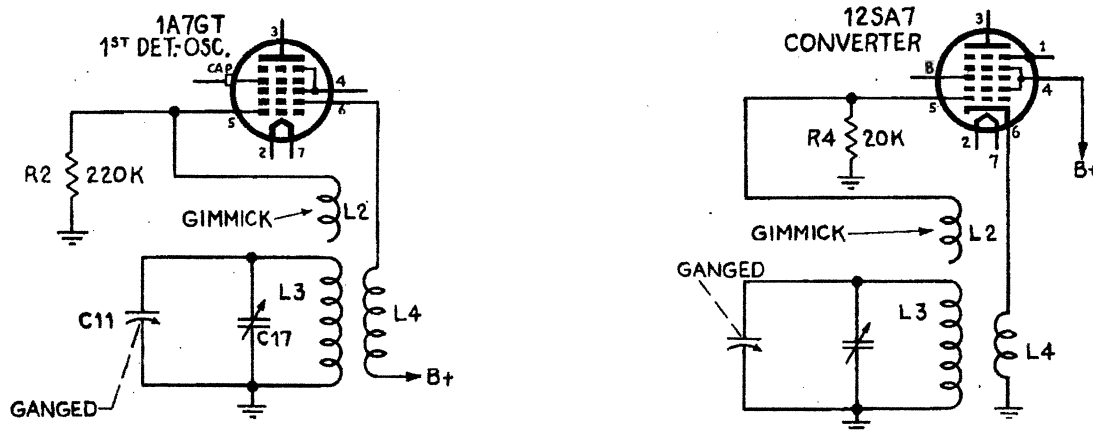 1A7GT
1ST DET.-OSC.
3
CAP
4
6
5
2
7
R2
220K
GIMMICK
L2
L3
C11
C17
L4
B+
GANGED
12SA7
CONVERTER
3
1
8
4
5
6
2
7
R4
20K
B+
GIMMICK
L2
GANGED
L3
L4